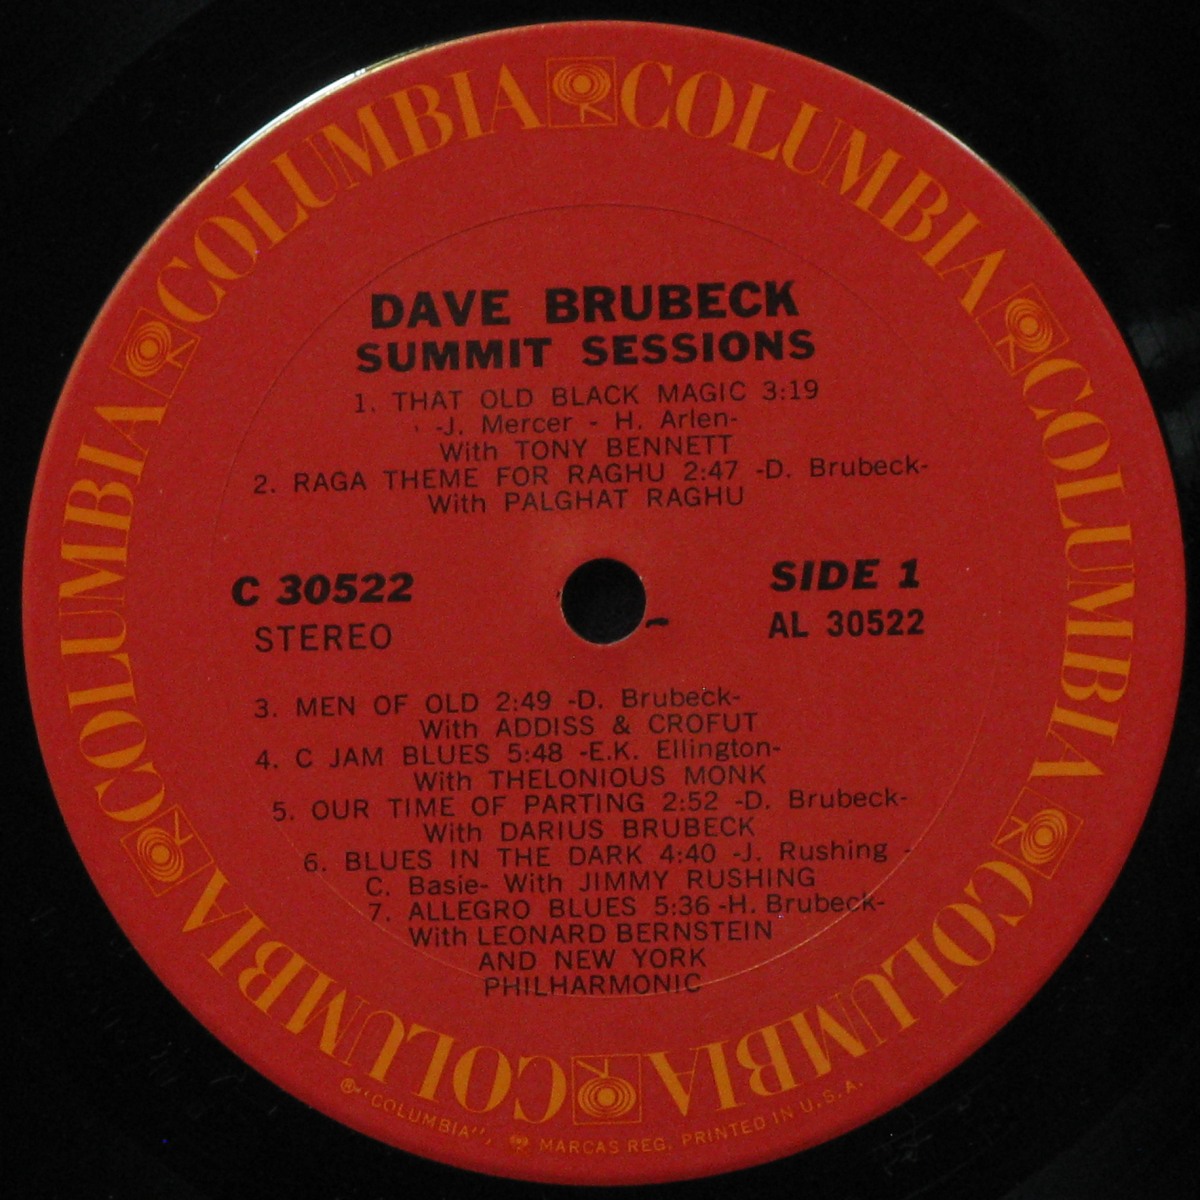 COLUMBIA COLUMBIA COLUMBIA COLUMBIA COLUMBIA COLUMBIA
DAVE BRUBECK
SUMMIT SESSIONS
1. THAT OLD BLACK MAGIC 3:19
-J. Mercer - H. Arlen-
With TONY BENNETT
2. RAGA THEME FOR RAGHU 2:47 -D. Brubeck-
With PALGHAT RAGHU
C 30522
STEREO
SIDE 1
AL 30522
3. MEN OF OLD 2:49 -D. Brubeck-
With ADDISS & CROFUT
4. C JAM BLUES 5:48 -E.K. Ellington-
With THELONIOUS MONK
5. OUR TIME OF PARTING 2:52 -D. Brubeck-
With DARIUS BRUBECK
6. BLUES IN THE DARK 4:40 -J. Rushing -
C. Basie- With JIMMY RUSHING
7. ALLEGRO BLUES 5:36 -H. Brubeck-
With LEONARD BERNSTEIN
AND NEW YORK
PHILHARMONIC
® "COLUMBIA", MARCAS REG. PRINTED IN U.S.A.